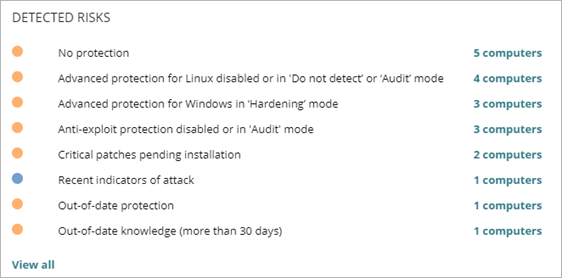 DETECTED RISKS
No protection 5 computers
Advanced protection for Linux disabled or in 'Do not detect' or ‘Audit’ mode 4 computers
Advanced protection for Windows in ‘Hardening’ mode 3 computers
Anti-exploit protection disabled or in 'Audit' mode 3 computers
Critical patches pending installation 2 computers
Recent indicators of attack 1 computers
Out-of-date protection 1 computers
Out-of-date knowledge (more than 30 days) 1 computers
View all